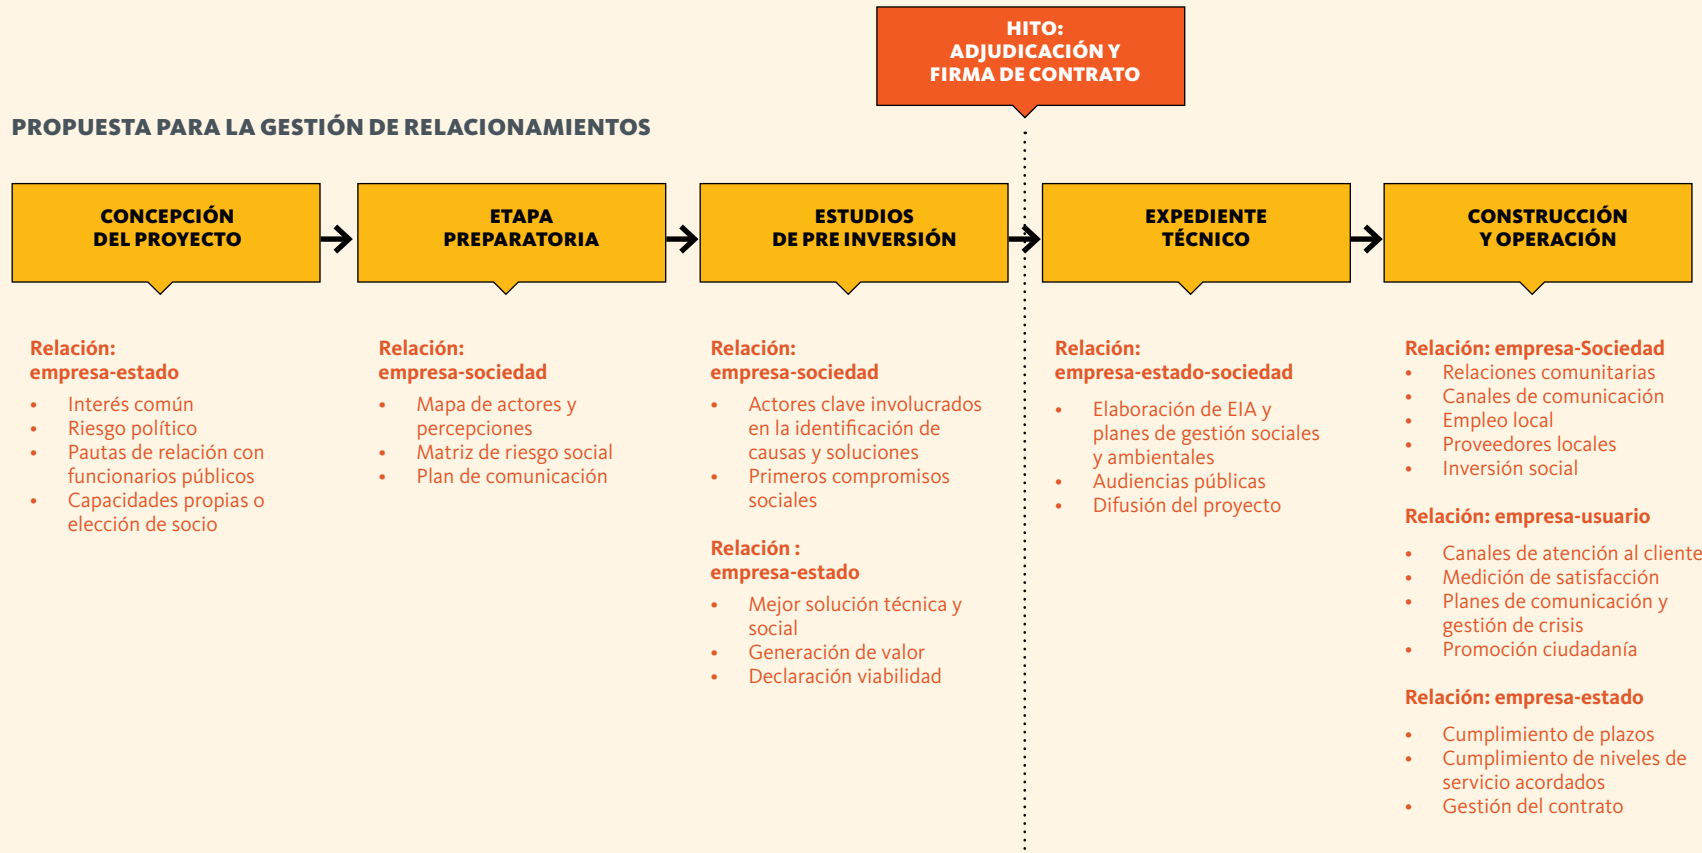 HITO:
ADJUDICACIÓN Y
FIRMA DE CONTRATO
PROPUESTA PARA LA GESTIÓN DE RELACIONAMIENTOS
CONCEPCIÓN
DEL PROYECTO
ETAPA
PREPARATORIA
ESTUDIOS
DE PRE INVERSIÓN
EXPEDIENTE
TÉCNICO
CONSTRUCCIÓN
Y OPERACIÓN
Relación:
empresa-estado
• Interés común
• Riesgo político
• Pautas de relación con
funcionarios públicos
• Capacidades propias o
elección de socio
Relación:
empresa-sociedad
• Mapa de actores y
percepciones
• Matriz de riesgo social
• Plan de comunicación
Relación:
empresa-sociedad
• Actores clave involucrados
en la identificación de
causas y soluciones
• Primeros compromisos
sociales
Relación :
empresa-estado
• Mejor solución técnica y
social
• Generación de valor
• Declaración viabilidad
Relación:
empresa-estado-sociedad
• Elaboración de EIA y
planes de gestión sociales
y ambientales
• Audiencias públicas
• Difusión del proyecto
Relación: empresa-Sociedad
• Relaciones comunitarias
• Canales de comunicación
• Empleo local
• Proveedores locales
• Inversión social
Relación: empresa-usuario
• Canales de atención al cliente
• Medición de satisfacción
• Planes de comunicación y
gestión de crisis
• Promoción ciudadanía
Relación: empresa-estado
• Cumplimiento de plazos
• Cumplimiento de niveles de
servicio acordados
• Gestión del contrato